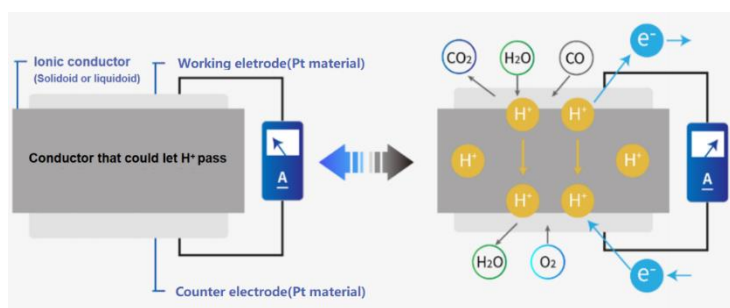 Ionic conductor
(Solidoid or liquidoid)
Working eletrode(Pt material)
Conductor that could let H⁺ pass
A
Counter electrode(Pt material)
e⁻
CO₂
H₂O
CO
H⁺
H⁺
H⁺
H⁺
A
H⁺
H⁺
H₂O
O₂
e⁻